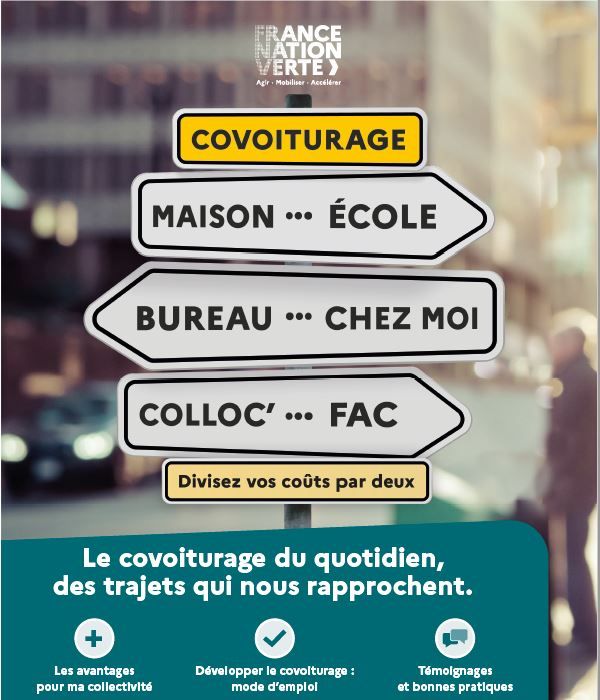 FRANCE
NATION
VERTE
Agir • Mobiliser • Accélérer
COVOITURAGE
MAISON ••• ÉCOLE
BUREAU ••• CHEZ MOI
COLLOC’ ••• FAC
Divisez vos coûts par deux
Le covoiturage du quotidien,
des trajets qui nous rapprochent.
Les avantages
pour ma collectivité
Développer le covoiturage :
mode d’emploi
Témoignages
et bonnes pratiques